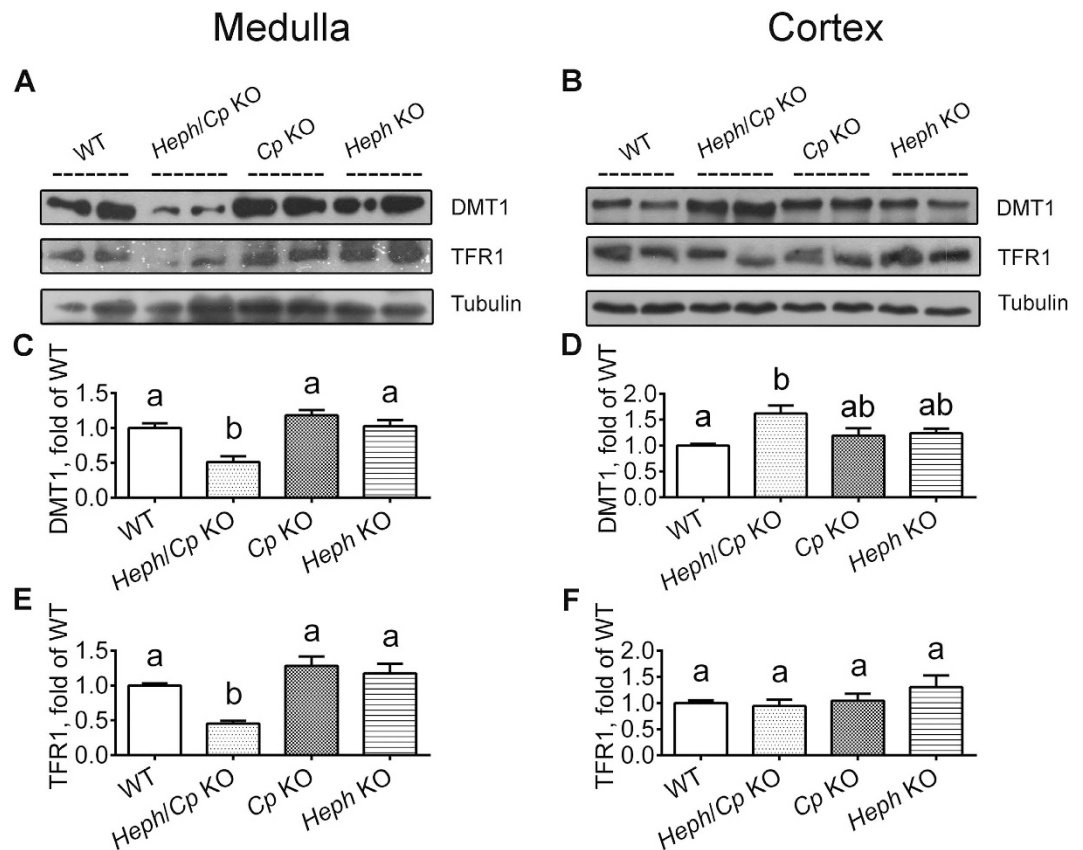 Medulla
Cortex
A
WT
Heph/Cp KO
Cp KO
Heph KO
DMT1
TFR1
Tubulin
B
WT
Heph/Cp KO
Cp KO
Heph KO
DMT1
TFR1
Tubulin
C
DMT1, fold of WT
1.5
1.0
0.5
0.0
a
b
a
a
WT
Heph/Cp KO
Cp KO
Heph KO
D
DMT1, fold of WT
2.0
1.5
1.0
0.5
0.0
a
b
ab
ab
WT
Heph/Cp KO
Cp KO
Heph KO
E
TFR1, fold of WT
1.5
1.0
0.5
0.0
a
b
a
a
WT
Heph/Cp KO
Cp KO
Heph KO
F
TFR1, fold of WT
2.0
1.5
1.0
0.5
0.0
a
a
a
a
WT
Heph/Cp KO
Cp KO
Heph KO